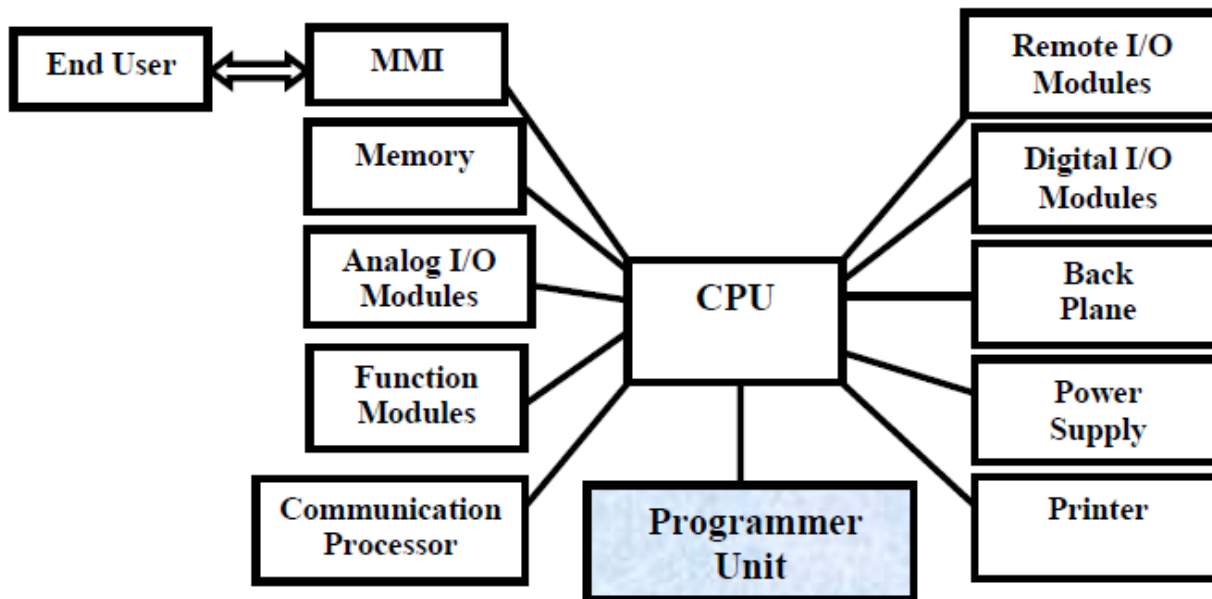 End User
MMI
Memory
Analog I/O
Modules
Function
Modules
Communication
Processor
CPU
Programmer
Unit
Remote I/O
Modules
Digital I/O
Modules
Back
Plane
Power
Supply
Printer